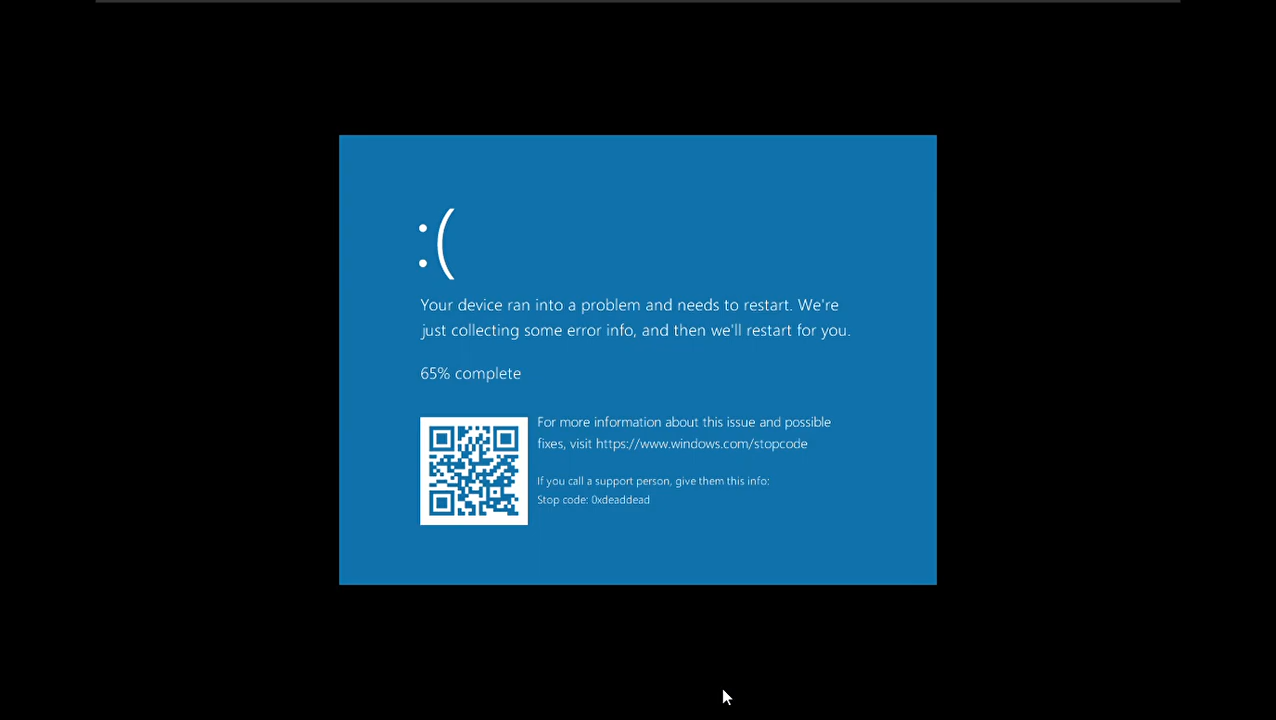 :(
Your device ran into a problem and needs to restart. We're
just collecting some error info, and then we'll restart for you.
65% complete
For more information about this issue and possible
fixes, visit https://www.windows.com/stopcode
If you call a support person, give them this info:
Stop code: 0xdeaddead